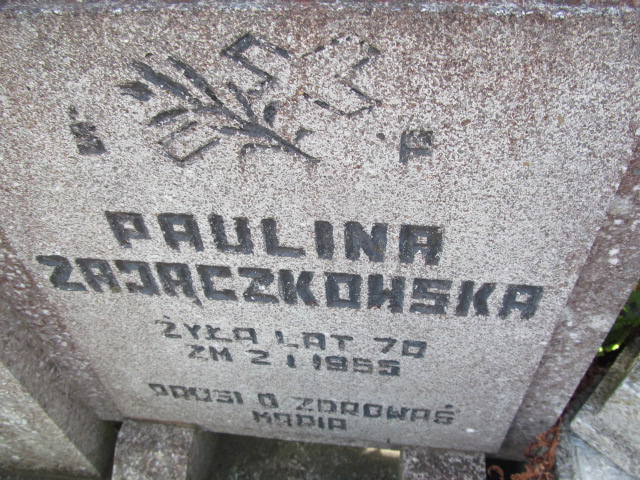 Ś P
PAULINA
ZAJĄCZKOWSKA
ŻYŁA LAT 70
ZM 2 I 1955
PROSI O ZDROWAŚ
MARIA